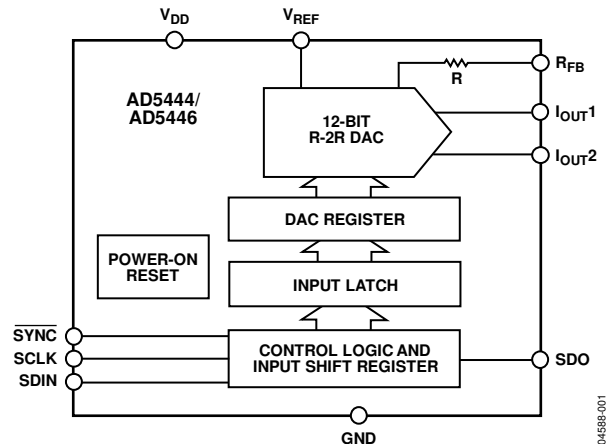 VDD
VREF
RFB
R
AD5444/
AD5446
12-BIT
R-2R DAC
IOUT1
IOUT2
DAC REGISTER
POWER-ON
RESET
INPUT LATCH
SYNC
SCLK
SDIN
CONTROL LOGIC AND
INPUT SHIFT REGISTER
SDO
GND
04588-001